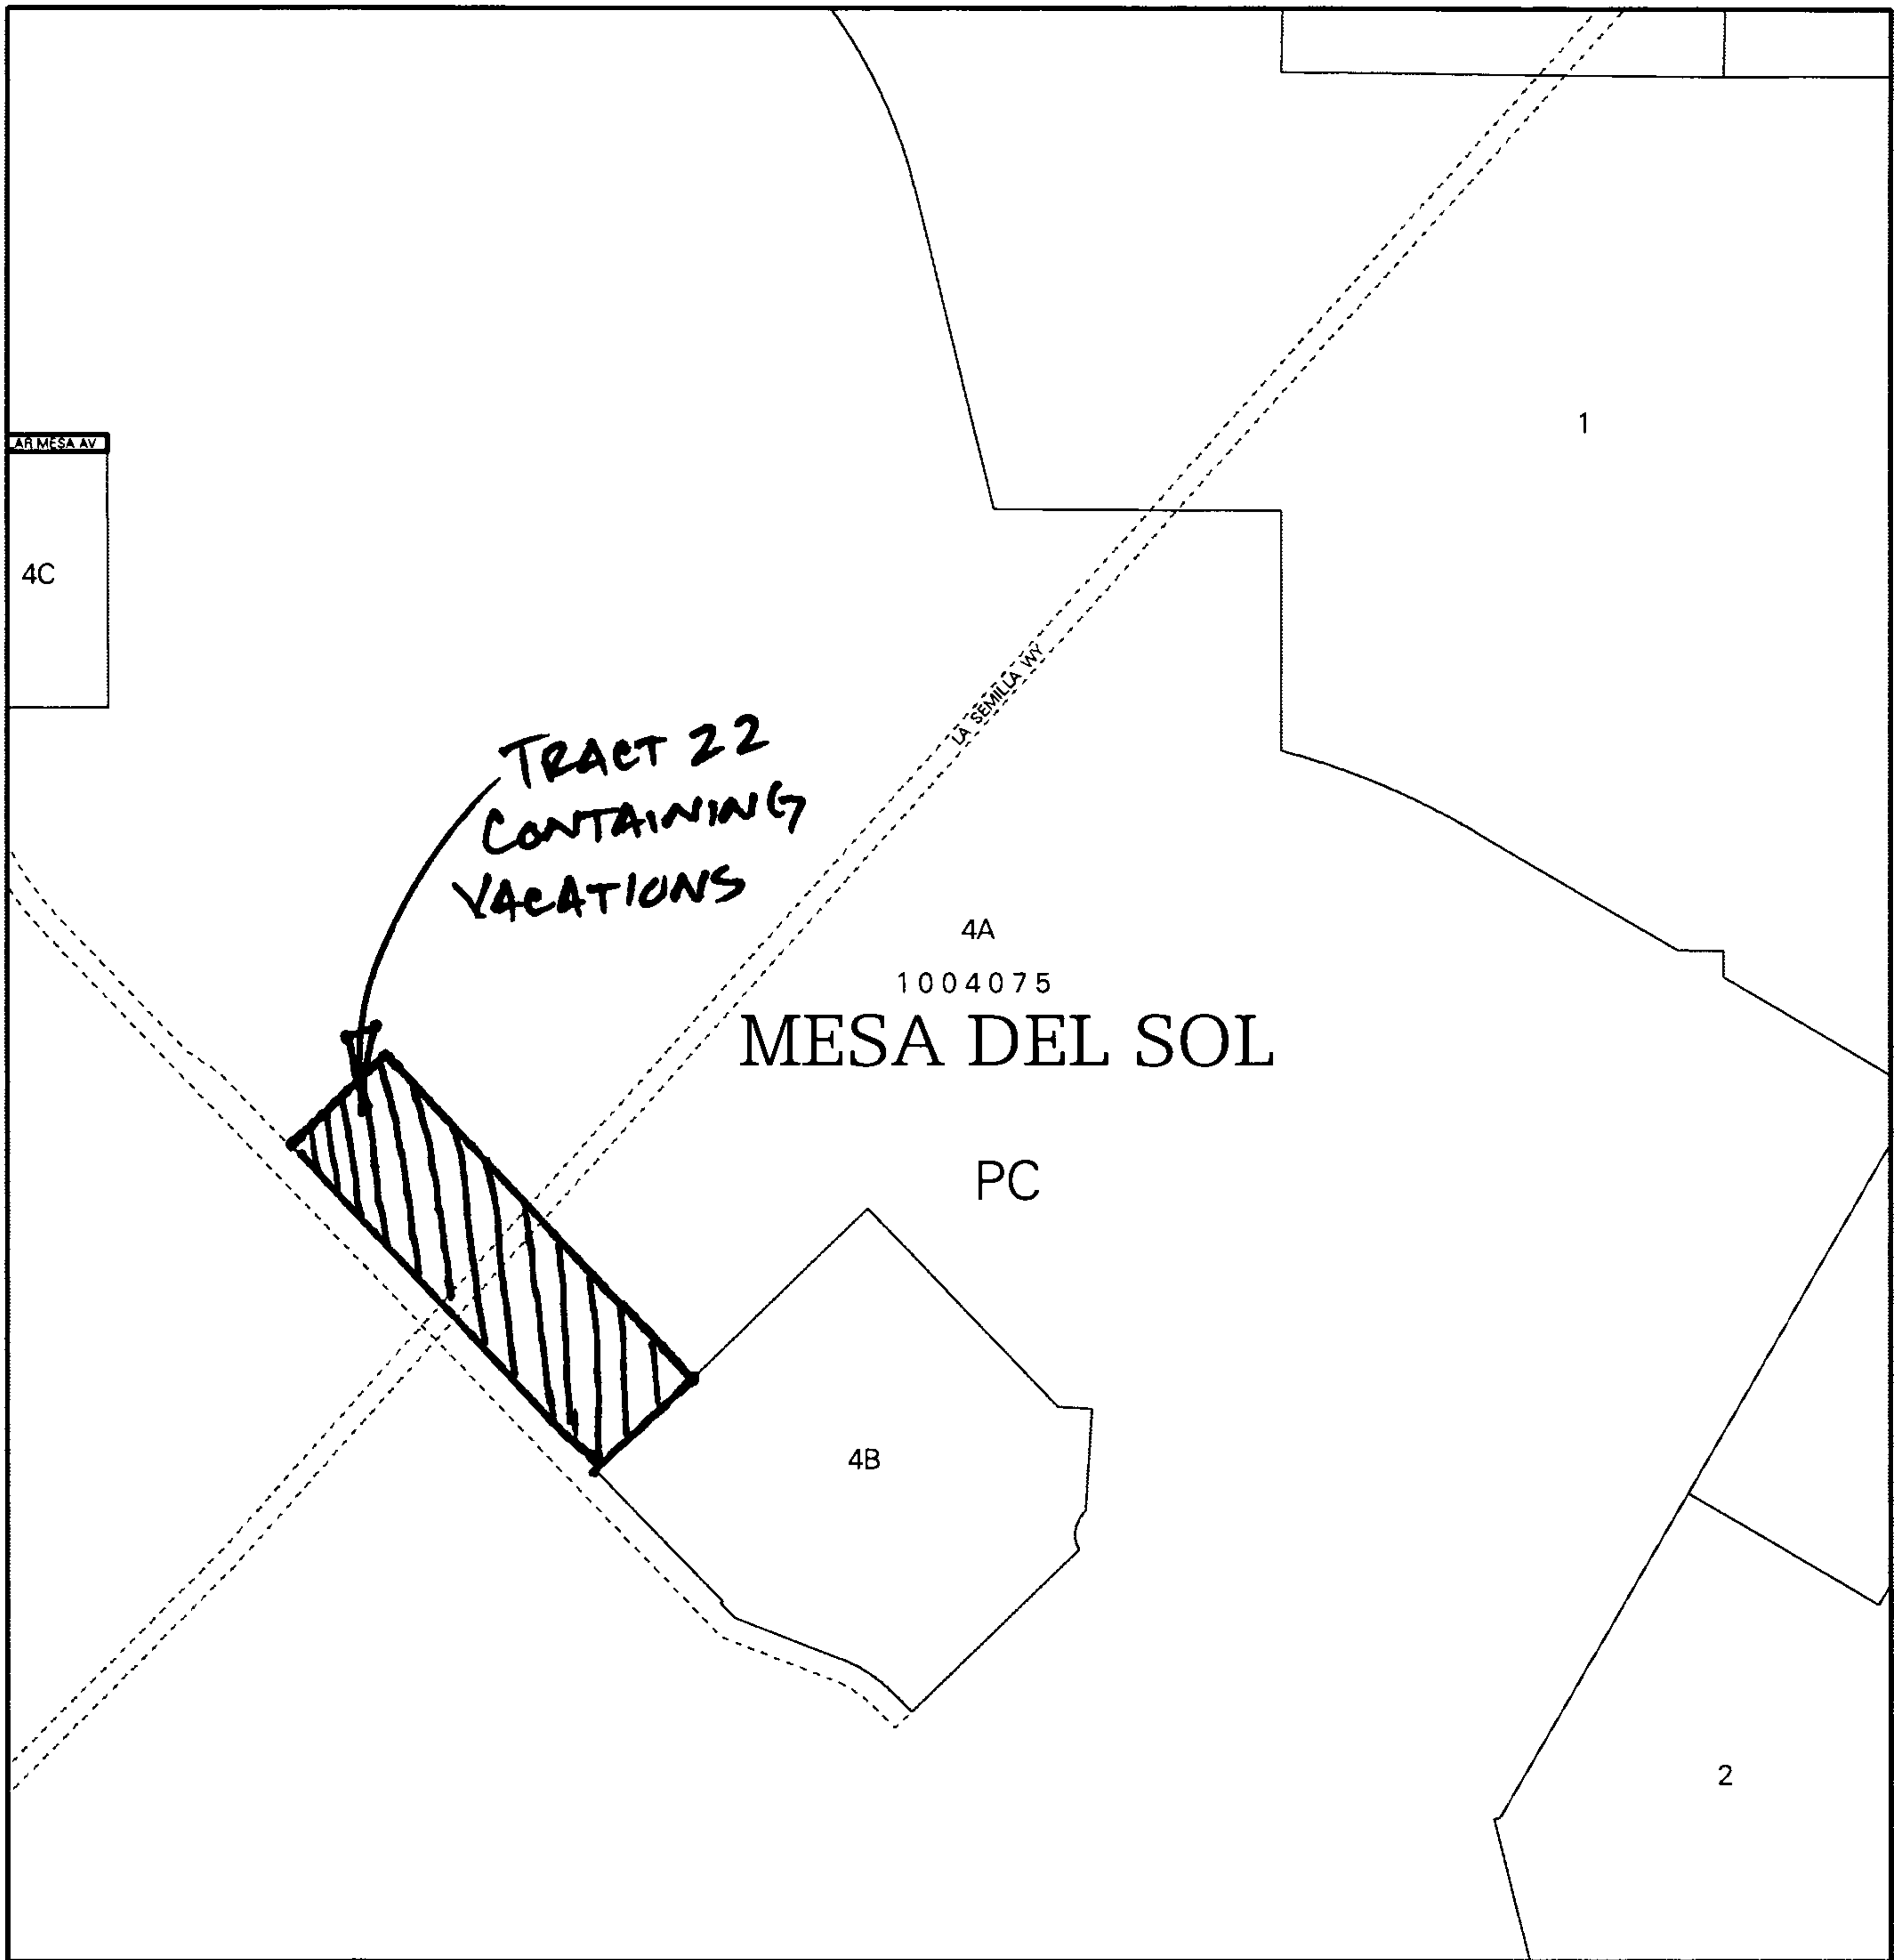 AR MESA AV
1
4C
LA SEMILLA WY
TRACT 22
CONTAINING
VACATIONS
4A
1004075
MESA DEL SOL
PC
4B
2